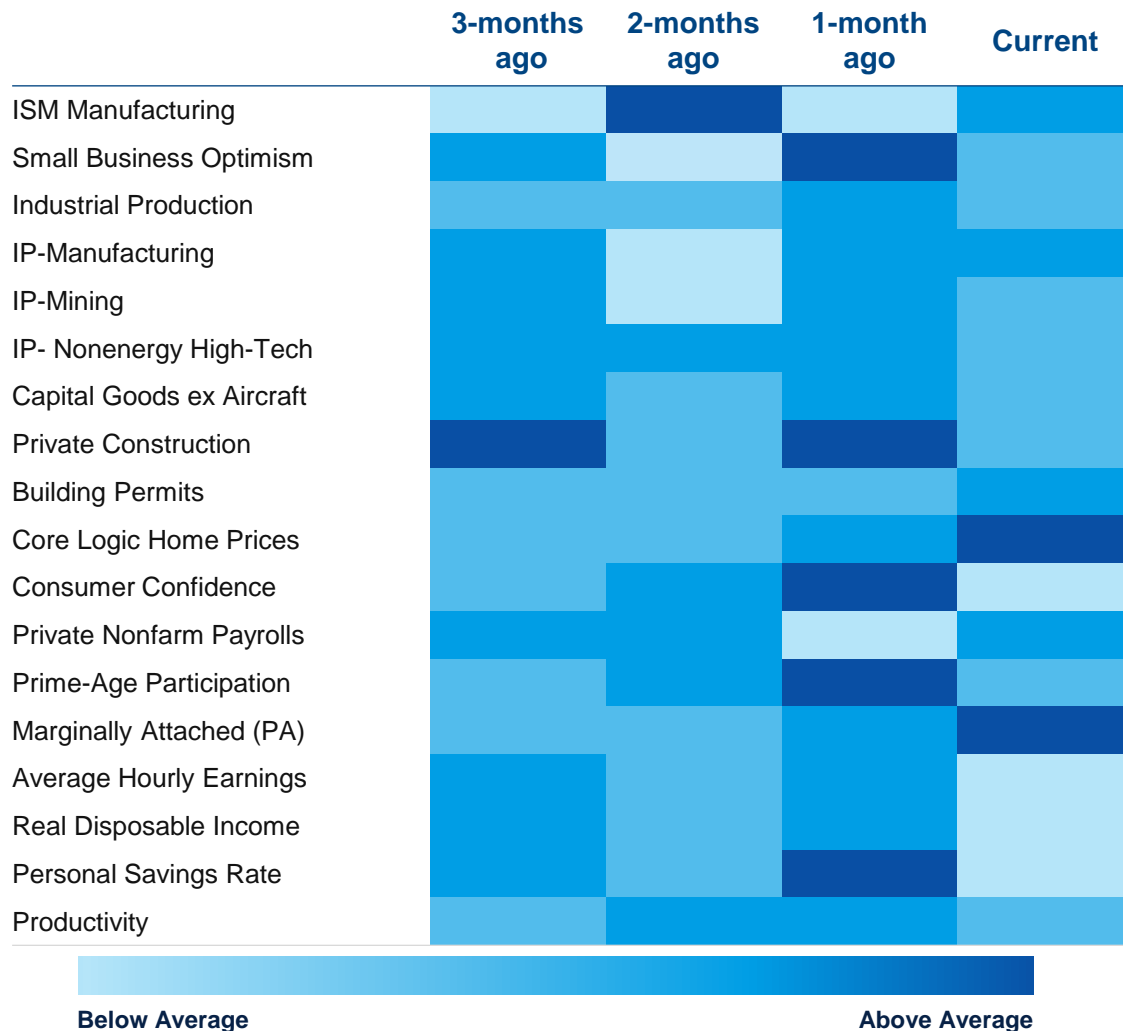 3-months ago
2-months ago
1-month ago
Current
ISM Manufacturing
Small Business Optimism
Industrial Production
IP-Manufacturing
IP-Mining
IP- Nonenergy High-Tech
Capital Goods ex Aircraft
Private Construction
Building Permits
Core Logic Home Prices
Consumer Confidence
Private Nonfarm Payrolls
Prime-Age Participation
Marginally Attached (PA)
Average Hourly Earnings
Real Disposable Income
Personal Savings Rate
Productivity
Below Average
Above Average